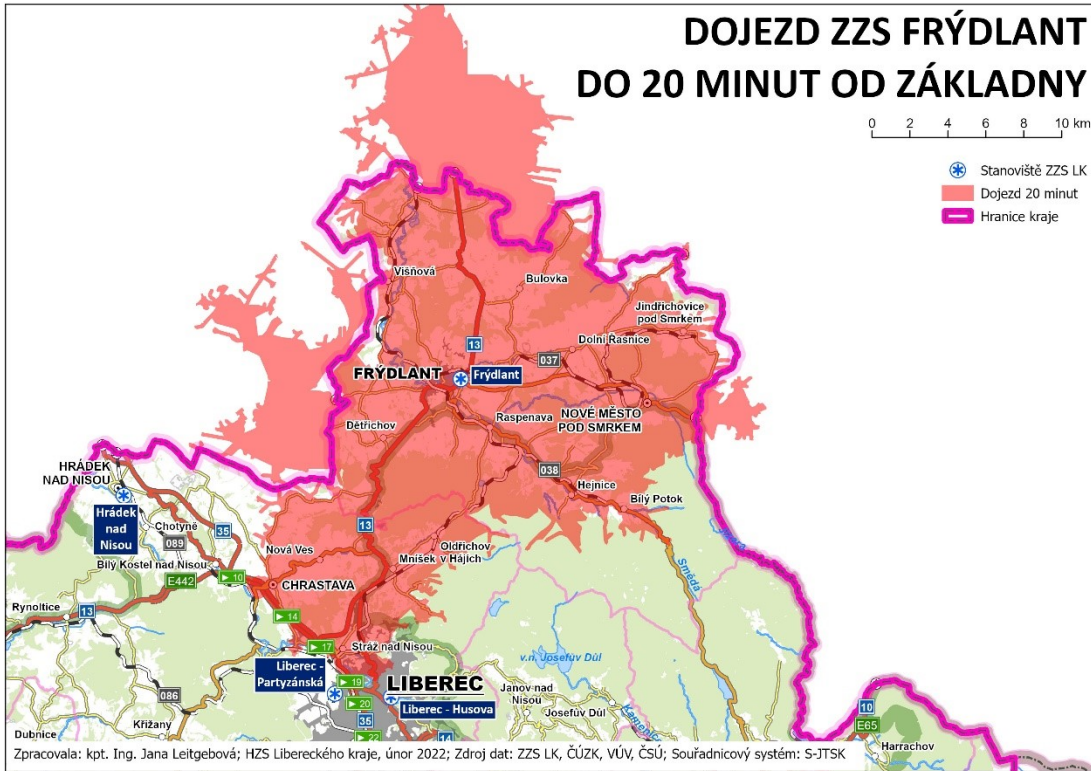 DOJEZD ZZS FRÝDLANT
DO 20 MINUT OD ZÁKLADNY
0 2 4 6 8 10 km
Stanoviště ZZS LK
Dojezd 20 minut
Hranice kraje
Višňová
Bulovka
Jindřichovice
pod Smrkem
13
037
Dolní Řasnice
FRÝDLANT
Frýdlant
Raspenava
NOVÉ MĚSTO
POD SMRKEM
Dětřichov
038
Hejnice
Bílý Potok
HRÁDEK
NAD NISOU
Hrádek
nad
Nisou
Chotyně
35
089
13
Nová Ves
Oldřichov
v Hájích
Mníšek
Bílý Kostel nad Nisou
Smědá
Smědá
E442
10
CHRASTAVA
Rynoltice
13
14
17
Stráž nad Nisou
v.n. Josefův Důl
Liberec -
Partyzánská
19
LIBEREC
Liberec - Husova
20
35
22
14
086
Janov nad
Nisou
Josefův Důl
Kamenice
Křižany
Dubnice
10
E65
Harrachov
Zpracovala: kpt. Ing. Jana Leitgebová; HZS Libereckého kraje, únor 2022; Zdroj dat: ZZS LK, ČÚZK, VÚV, ČSÚ; Souřadnicový systém: S-JTSK